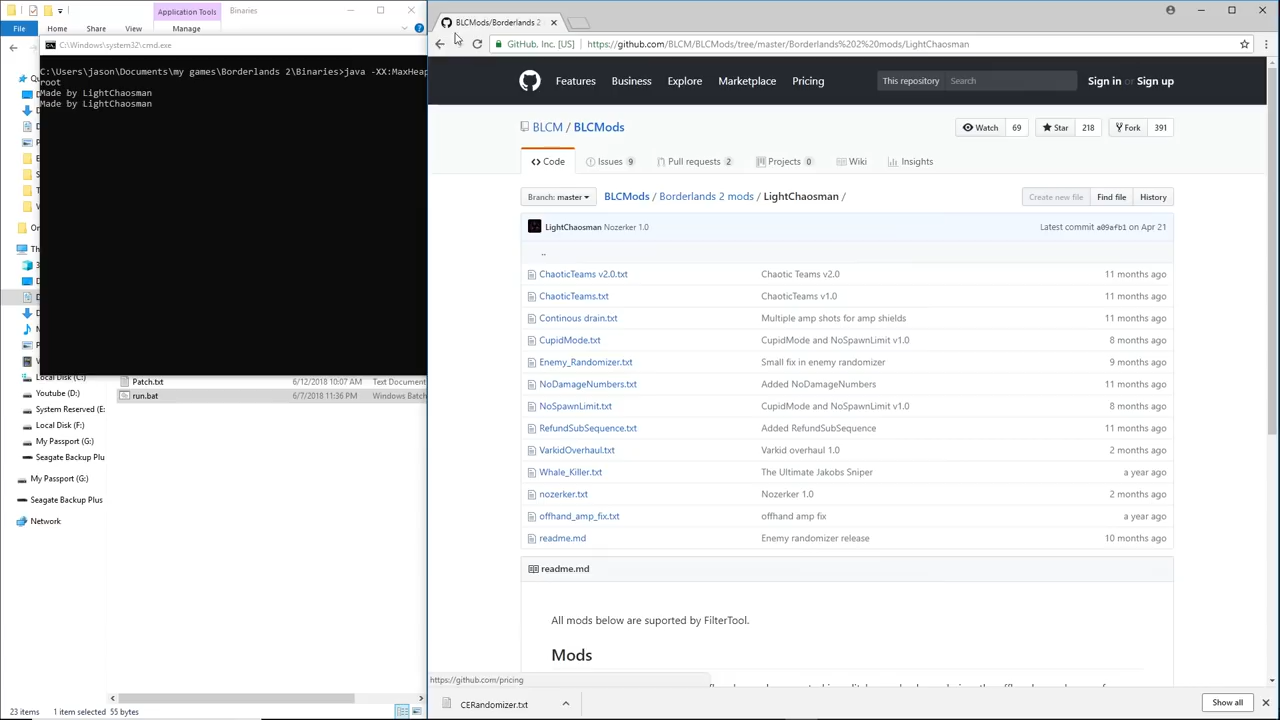 Application Tools
Binaries
File
Home
Share
View
Manage
C:\Windows\system32\cmd.exe
C:\Users\jason\Documents\my games\Borderlands 2\Binaries>java -XX:MaxHeap
root
Made by LightChaosman
Made by LightChaosman
Local Disk (C:)
Youtube (D:)
System Reserved (E:
Local Disk (F:)
My Passport (G:)
Seagate Backup Plu
My Passport (G:)
Seagate Backup Plus
Network
Patch.txt 6/12/2018 10:07 AM Text Document
run.bat 6/7/2018 11:36 PM Windows Batch
23 items 1 item selected 55 bytes
BLCMods/Borderlands 2
GitHub, Inc. [US] https://github.com/BLCM/BLCMods/tree/master/Borderlands%202%20mods/LightChaosman
Features Business Explore Marketplace Pricing This repository Search Sign in or Sign up
BLCM / BLCMods Watch 69 Star 218 Fork 391
Code Issues 9 Pull requests 2 Projects 0 Wiki Insights
Branch: master BLCMods / Borderlands 2 mods / LightChaosman / Create new file Find file History
LightChaosman Nozerker 1.0 Latest commit a09afb1 on Apr 21
..
ChaoticTeams v2.0.txt Chaotic Teams v2.0 11 months ago
ChaoticTeams.txt ChaoticTeams v1.0 11 months ago
Continous drain.txt Multiple amp shots for amp shields 11 months ago
CupidMode.txt CupidMode and NoSpawnLimit v1.0 8 months ago
Enemy_Randomizer.txt Small fix in enemy randomizer 9 months ago
NoDamageNumbers.txt Added NoDamageNumbers 11 months ago
NoSpawnLimit.txt CupidMode and NoSpawnLimit v1.0 8 months ago
RefundSubSequence.txt Added RefundSubSequence 11 months ago
VarkidOverhaul.txt Varkid overhaul 1.0 2 months ago
Whale_Killer.txt The Ultimate Jakobs Sniper a year ago
nozerker.txt Nozerker 1.0 2 months ago
offhand_amp_fix.txt offhand amp fix a year ago
readme.md Enemy randomizer release 10 months ago
readme.md
All mods below are suported by FilterTool.
Mods
https://github.com/pricing
CERandomizer.txt
Show all